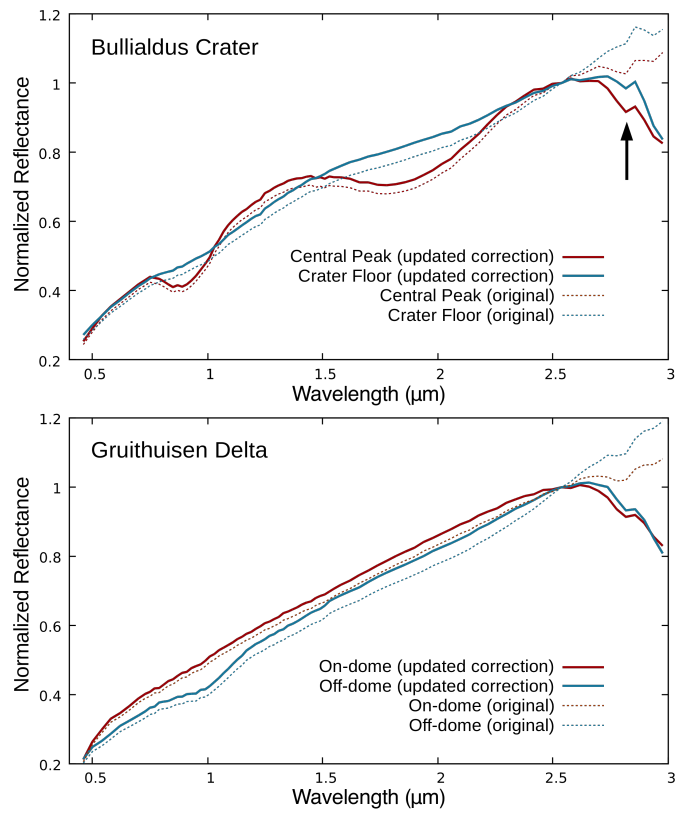 Bullialdus Crater
Normalized Reflectance
1.2
1
0.8
0.6
0.4
0.2
Central Peak (updated correction)
Crater Floor (updated correction)
Central Peak (original)
Crater Floor (original)
0.5 1 1.5 2 2.5 3
Wavelength (μm)
Gruithuisen Delta
Normalized Reflectance
1.2
1
0.8
0.6
0.4
0.2
On-dome (updated correction)
Off-dome (updated correction)
On-dome (original)
Off-dome (original)
0.5 1 1.5 2 2.5 3
Wavelength (μm)